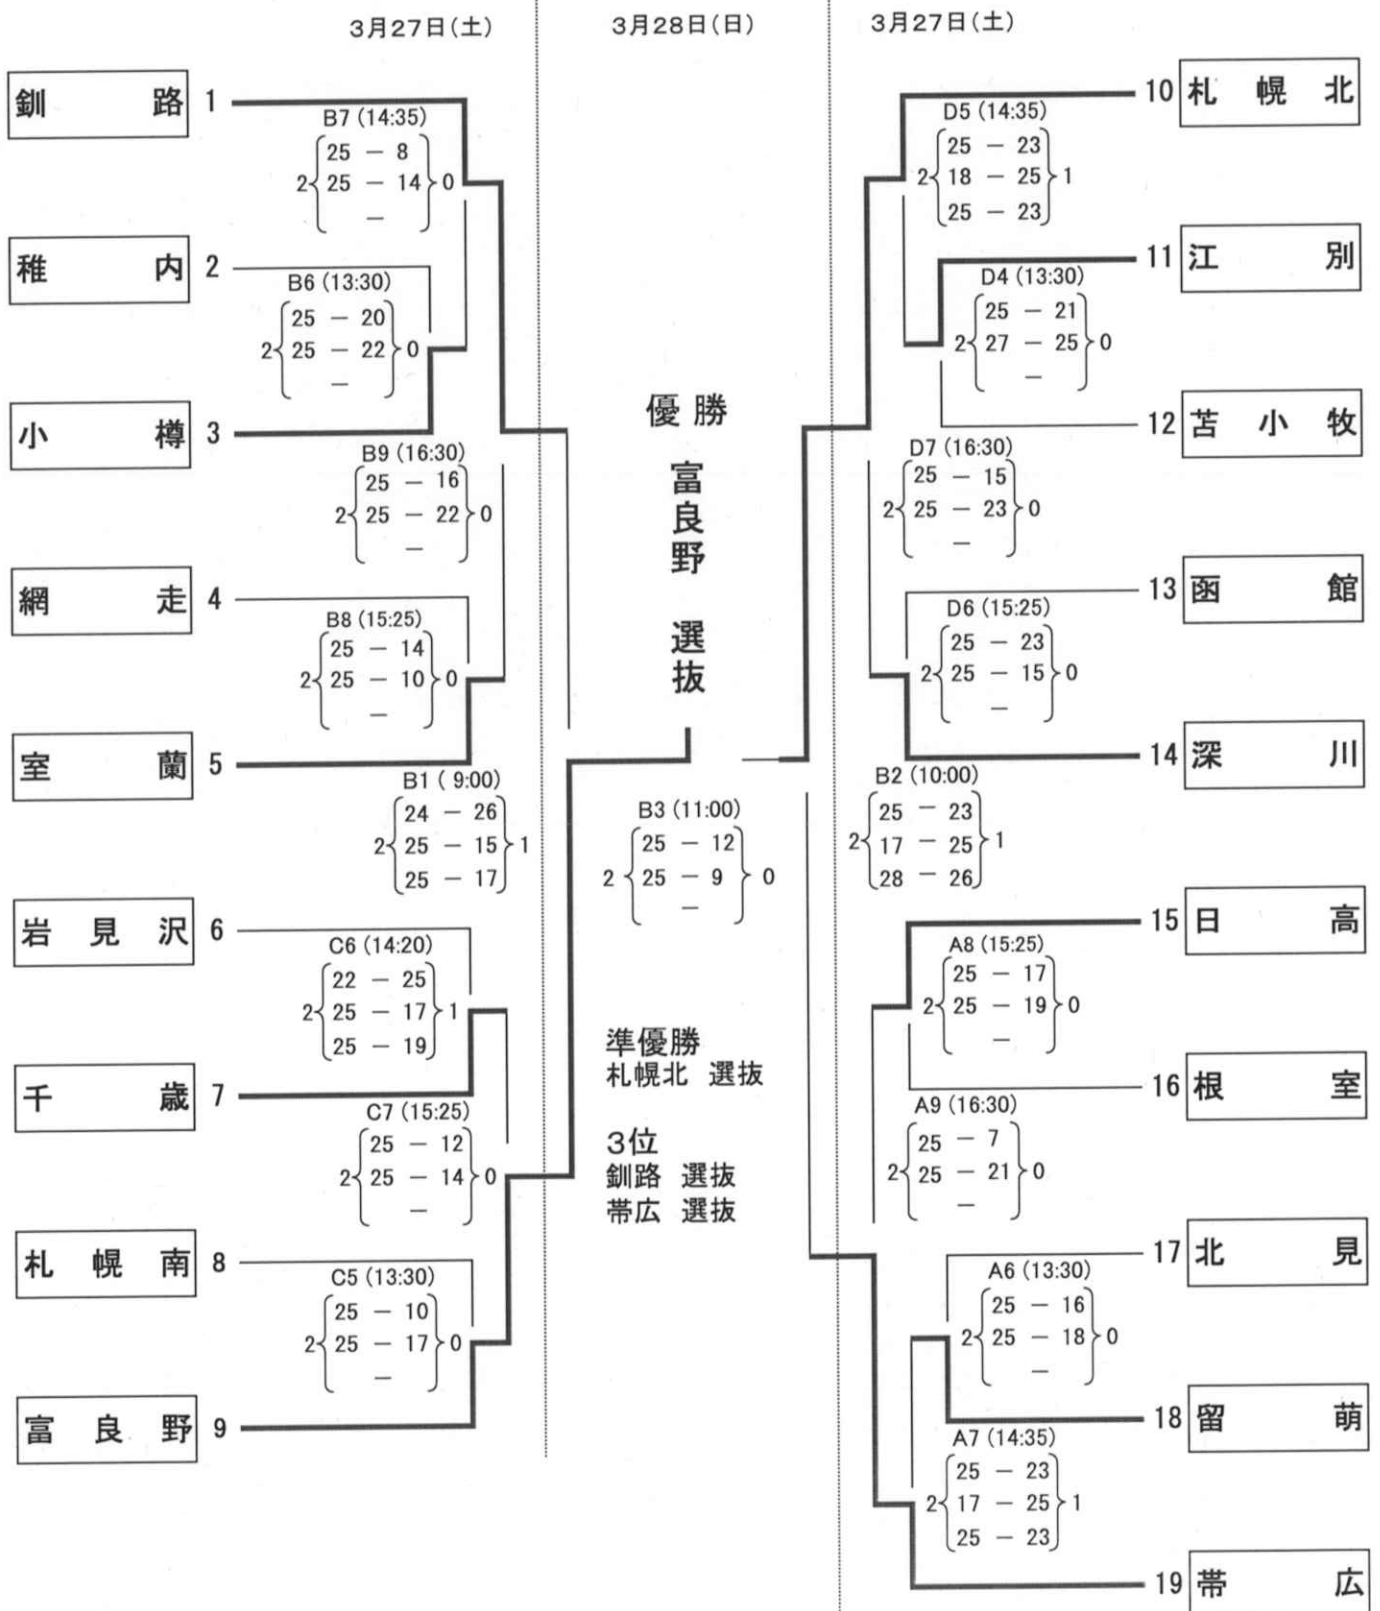 3月27日(土)
3月28日(日)
3月27日(土)
釧 路 1
B7 (14:35)
25 － 8
2 25 － 14 0
－
稚 内 2
B6 (13:30)
25 － 20
2 25 － 22 0
－
小 樽 3
B9 (16:30)
25 － 16
2 25 － 22 0
－
網 走 4
B8 (15:25)
25 － 14
2 25 － 10 0
－
室 蘭 5
B1 ( 9:00)
24 － 26
2 25 － 15 1
25 － 17
岩 見 沢 6
C6 (14:20)
22 － 25
2 25 － 17 1
25 － 19
千 歳 7
C7 (15:25)
25 － 12
2 25 － 14 0
－
札 幌 南 8
C5 (13:30)
25 － 10
2 25 － 17 0
－
富 良 野 9
優勝
富良野 選抜
B3 (11:00)
25 － 12
2 25 － 9 0
－
準優勝
札幌北 選抜
3位
釧路 選抜
帯広 選抜
10 札 幌 北
D5 (14:35)
25 － 23
2 18 － 25 1
25 － 23
11 江 別
D4 (13:30)
25 － 21
2 27 － 25 0
－
12 苫 小 牧
D7 (16:30)
25 － 15
2 25 － 23 0
－
13 函 館
D6 (15:25)
25 － 23
2 25 － 15 0
－
14 深 川
B2 (10:00)
25 － 23
2 17 － 25 1
28 － 26
15 日 高
A8 (15:25)
25 － 17
2 25 － 19 0
－
16 根 室
A9 (16:30)
25 － 7
2 25 － 21 0
－
17 北 見
A6 (13:30)
25 － 16
2 25 － 18 0
－
18 留 萌
A7 (14:35)
25 － 23
2 17 － 25 1
25 － 23
19 帯 広